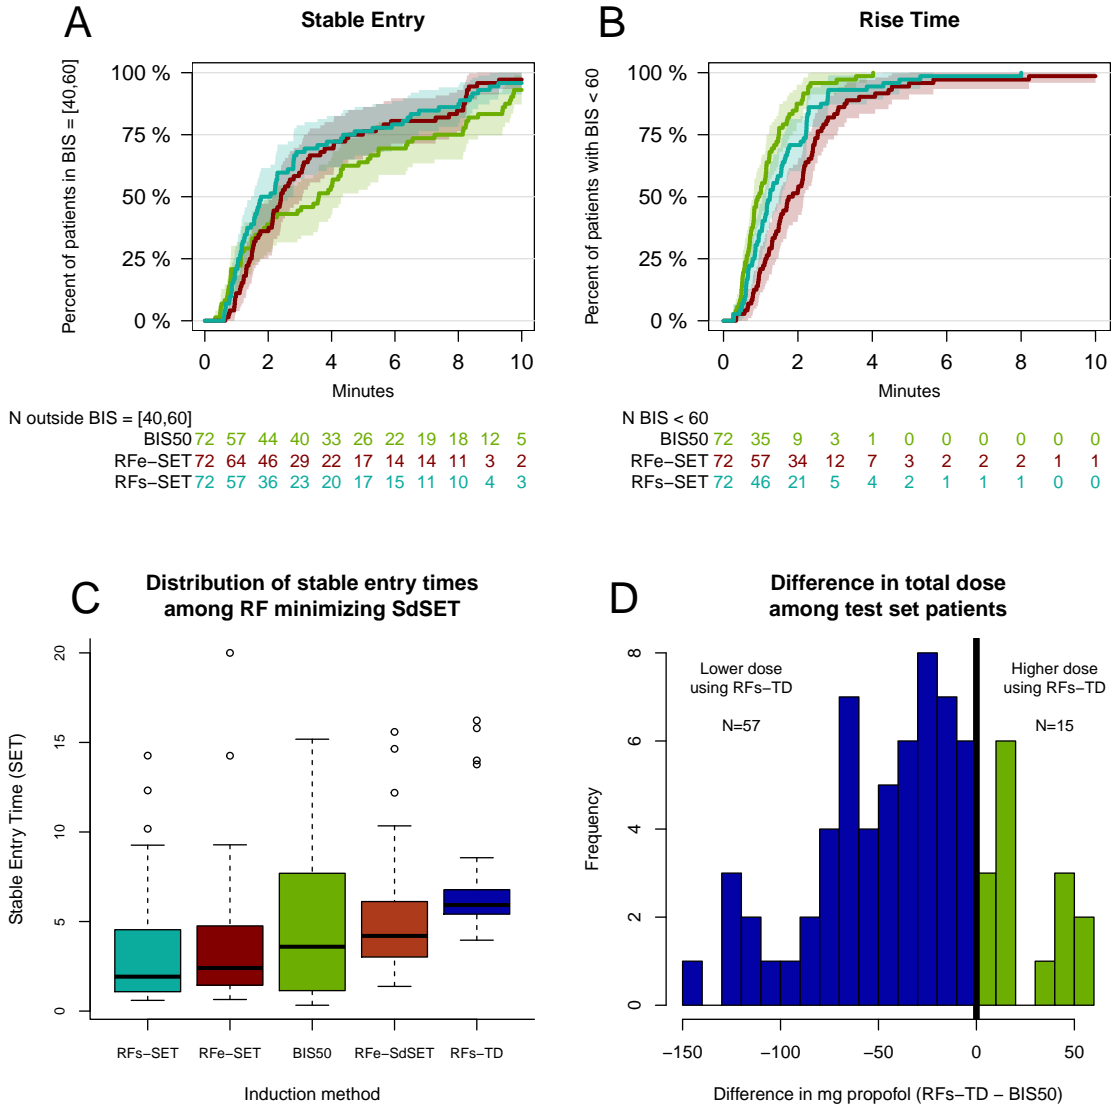 A
Stable Entry
Percent of patients in BIS = [40,60]
100 %
75 %
50 %
25 %
0 %
0 2 4 6 8 10
Minutes
N outside BIS = [40,60]
BIS50 72 57 44 40 33 26 22 19 18 12 5
RFe−SET 72 64 46 29 22 17 14 14 11 3 2
RFs−SET 72 57 36 23 20 17 15 11 10 4 3
B
Rise Time
Percent of patients with BIS < 60
100 %
75 %
50 %
25 %
0 %
0 2 4 6 8 10
Minutes
N BIS < 60
BIS50 72 35 9 3 1 0 0 0 0 0 0
RFe−SET 72 57 34 12 7 3 2 2 2 1 1
RFs−SET 72 46 21 5 4 2 1 1 1 0 0
C
Distribution of stable entry times
among RF minimizing SdSET
Stable Entry Time (SET)
20
15
10
5
0
RFs−SET RFe−SET BIS50 RFe−SdSET RFs−TD
Induction method
D
Difference in total dose
among test set patients
Frequency
8
6
4
2
0
Lower dose
using RFs−TD
N=57
Higher dose
using RFs−TD
N=15
−150 −100 −50 0 50
Difference in mg propofol (RFs−TD − BIS50)